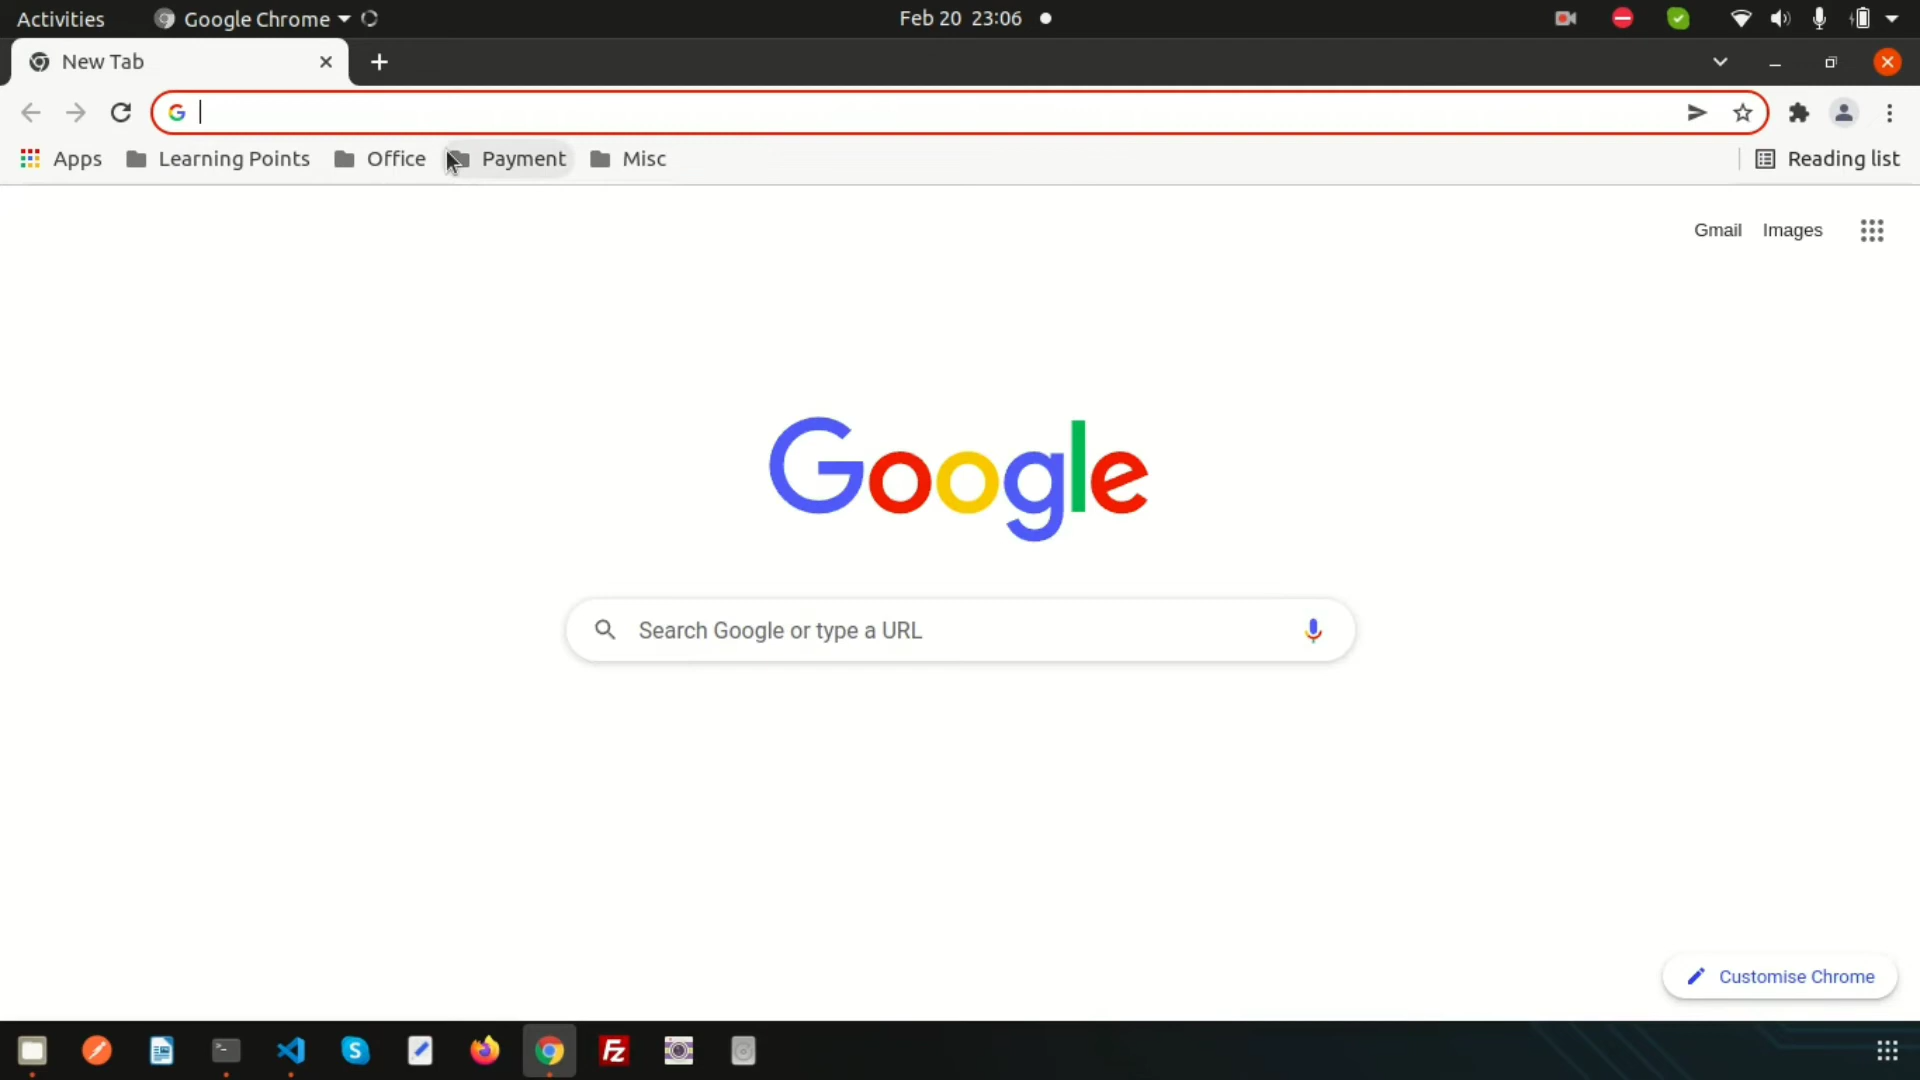 Activities
Google Chrome
Feb 20 23:06
New Tab
Apps
Learning Points
Office
Payment
Misc
Reading list
Gmail
Images
Google
Search Google or type a URL
Customise Chrome